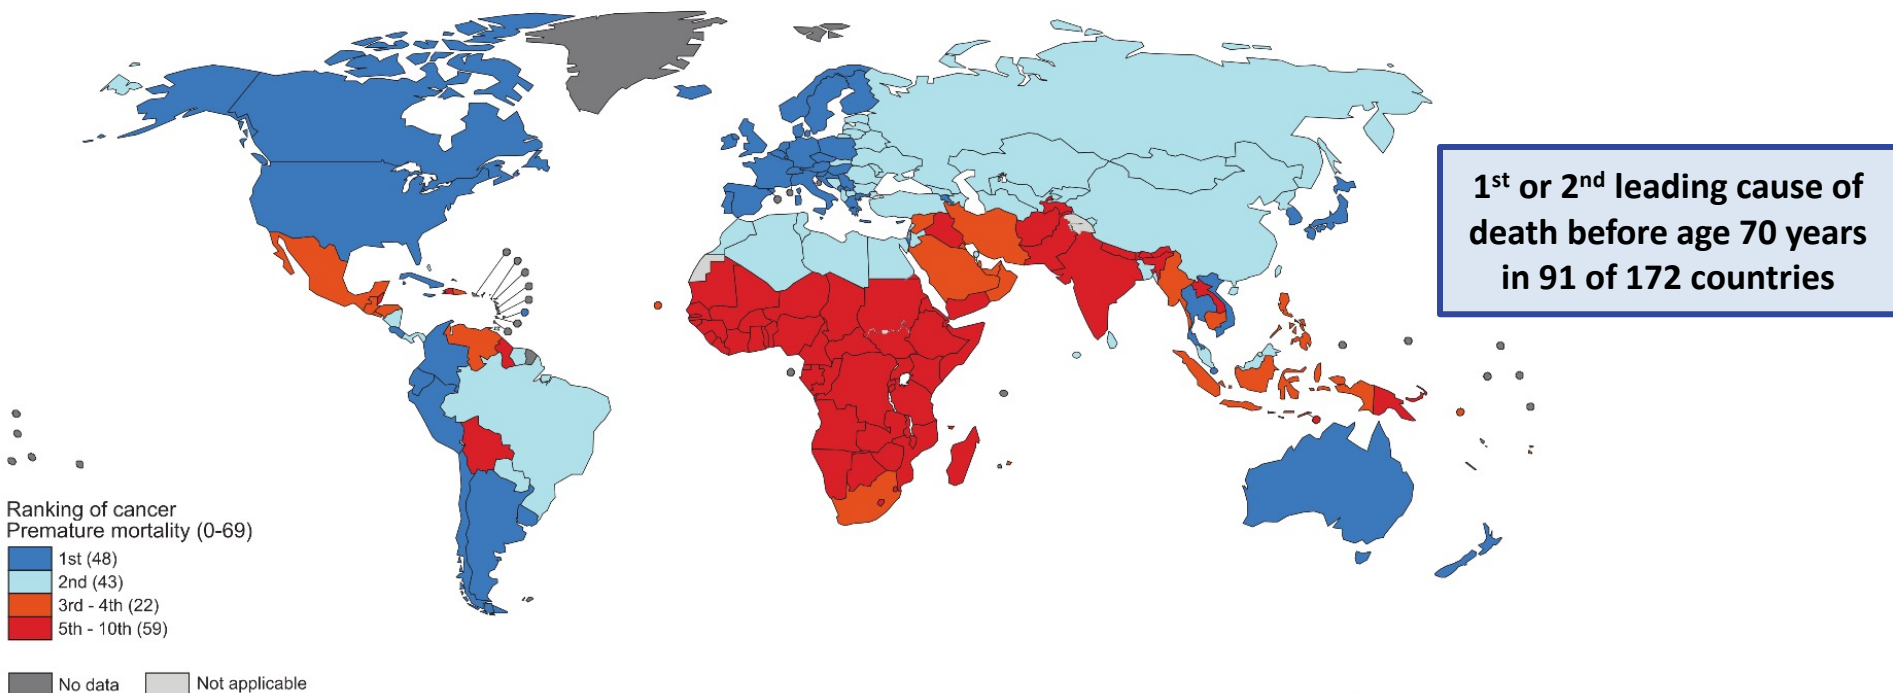 1st or 2nd leading cause of
death before age 70 years
in 91 of 172 countries
Ranking of cancer
Premature mortality (0-69)
1st (48)
2nd (43)
3rd - 4th (22)
5th - 10th (59)
No data
Not applicable